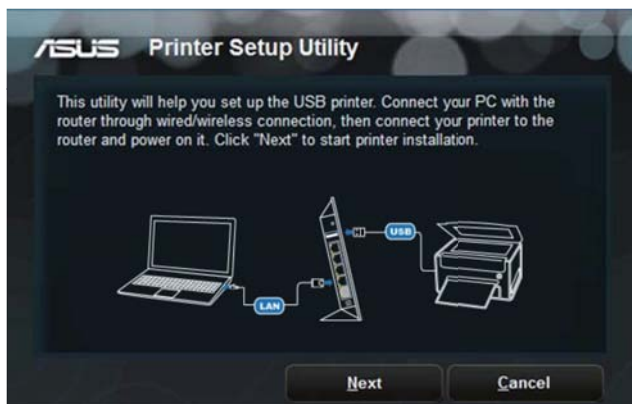 ASUS Printer Setup Utility
This utility will help you set up the USB printer. Connect your PC with the
router through wired/wireless connection, then connect your printer to the
router and power on it. Click "Next" to start printer installation.
USB
LAN
Next Cancel